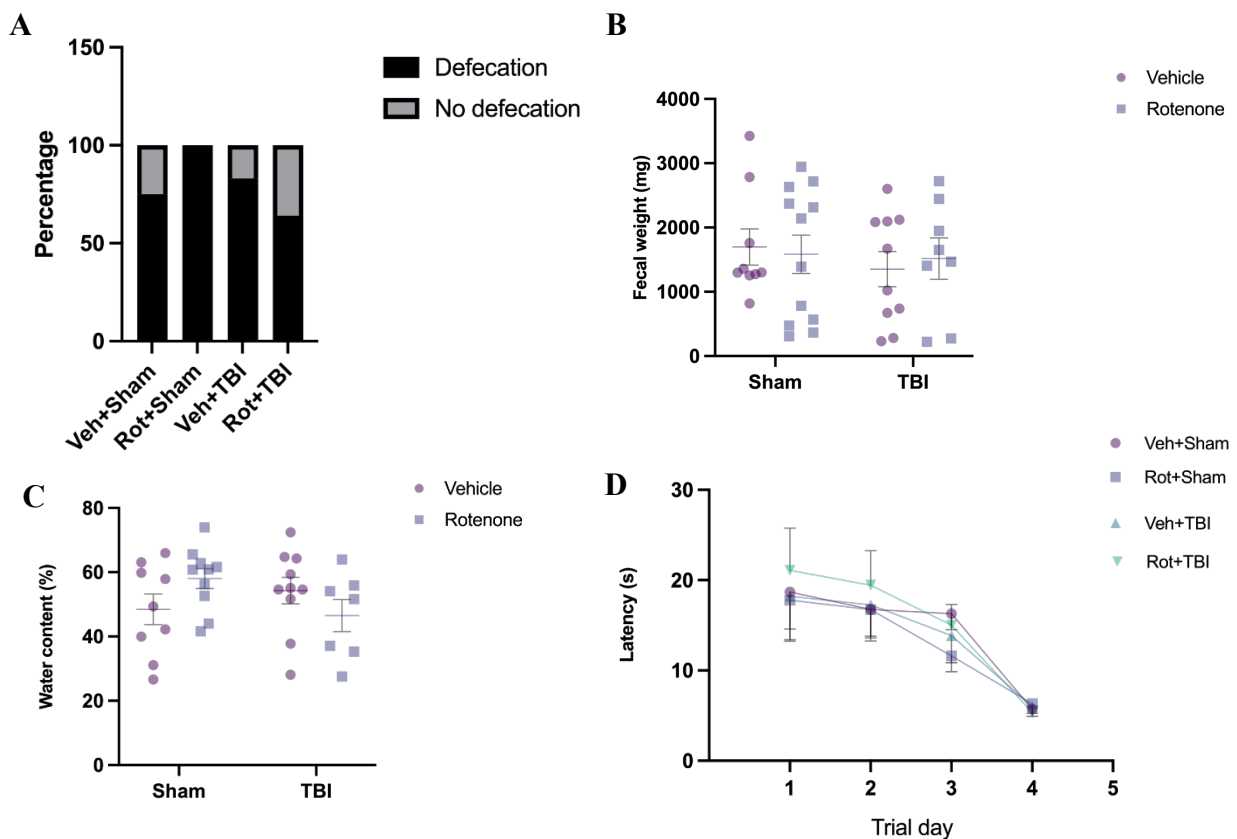 A
150
100
50
0
Percentage
Defecation
No defecation
Veh+Sham
Rot+Sham
Veh+TBI
Rot+TBI
B
Vehicle
Rotenone
4000
3000
2000
1000
0
Fecal weight (mg)
Sham TBI
C
Vehicle
Rotenone
80
60
40
20
0
Water content (%)
Sham TBI
D
Veh+Sham
Rot+Sham
Veh+TBI
Rot+TBI
30
20
10
0
Latency (s)
1 2 3 4 5
Trial day